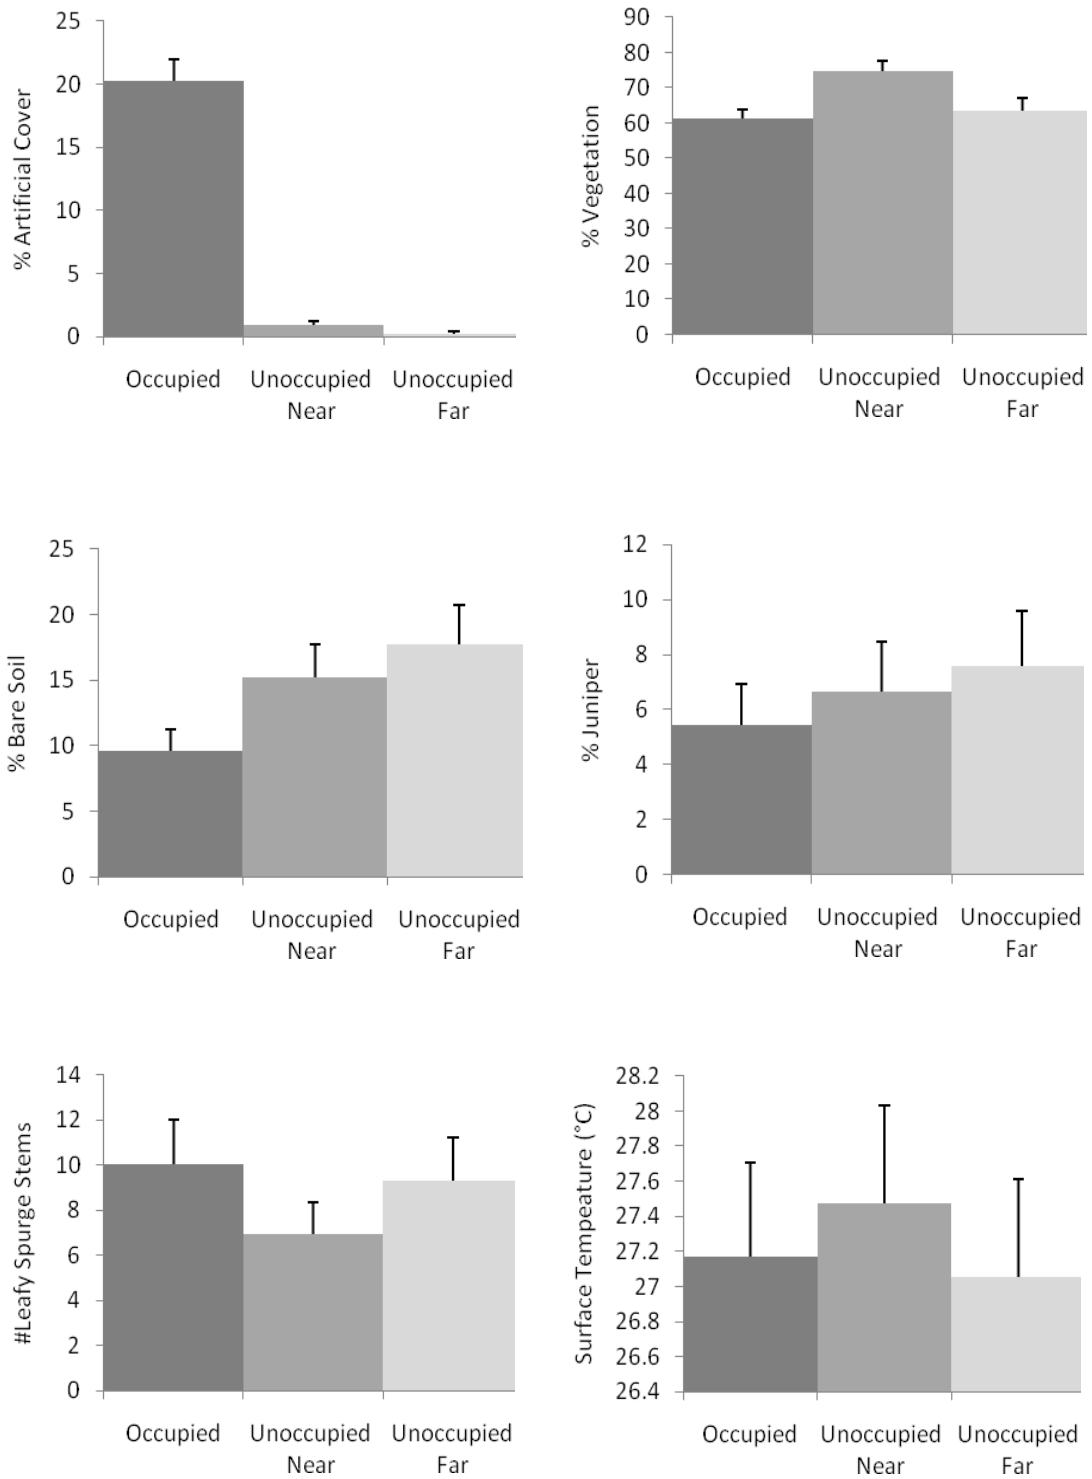 25
20
15
10
5
0
% Artificial Cover
Occupied
Unoccupied
Near
Unoccupied
Far
90
80
70
60
50
40
30
20
10
0
% Vegetation
Occupied
Unoccupied
Near
Unoccupied
Far
25
20
15
10
5
0
% Bare Soil
Occupied
Unoccupied
Near
Unoccupied
Far
12
10
8
6
4
2
0
% Juniper
Occupied
Unoccupied
Near
Unoccupied
Far
14
12
10
8
6
4
2
0
#Leafy Spurge Stems
Occupied
Unoccupied
Near
Unoccupied
Far
28.2
28
27.8
27.6
27.4
27.2
27
26.8
26.6
26.4
Surface Tempeature (°C)
Occupied
Unoccupied
Near
Unoccupied
Far